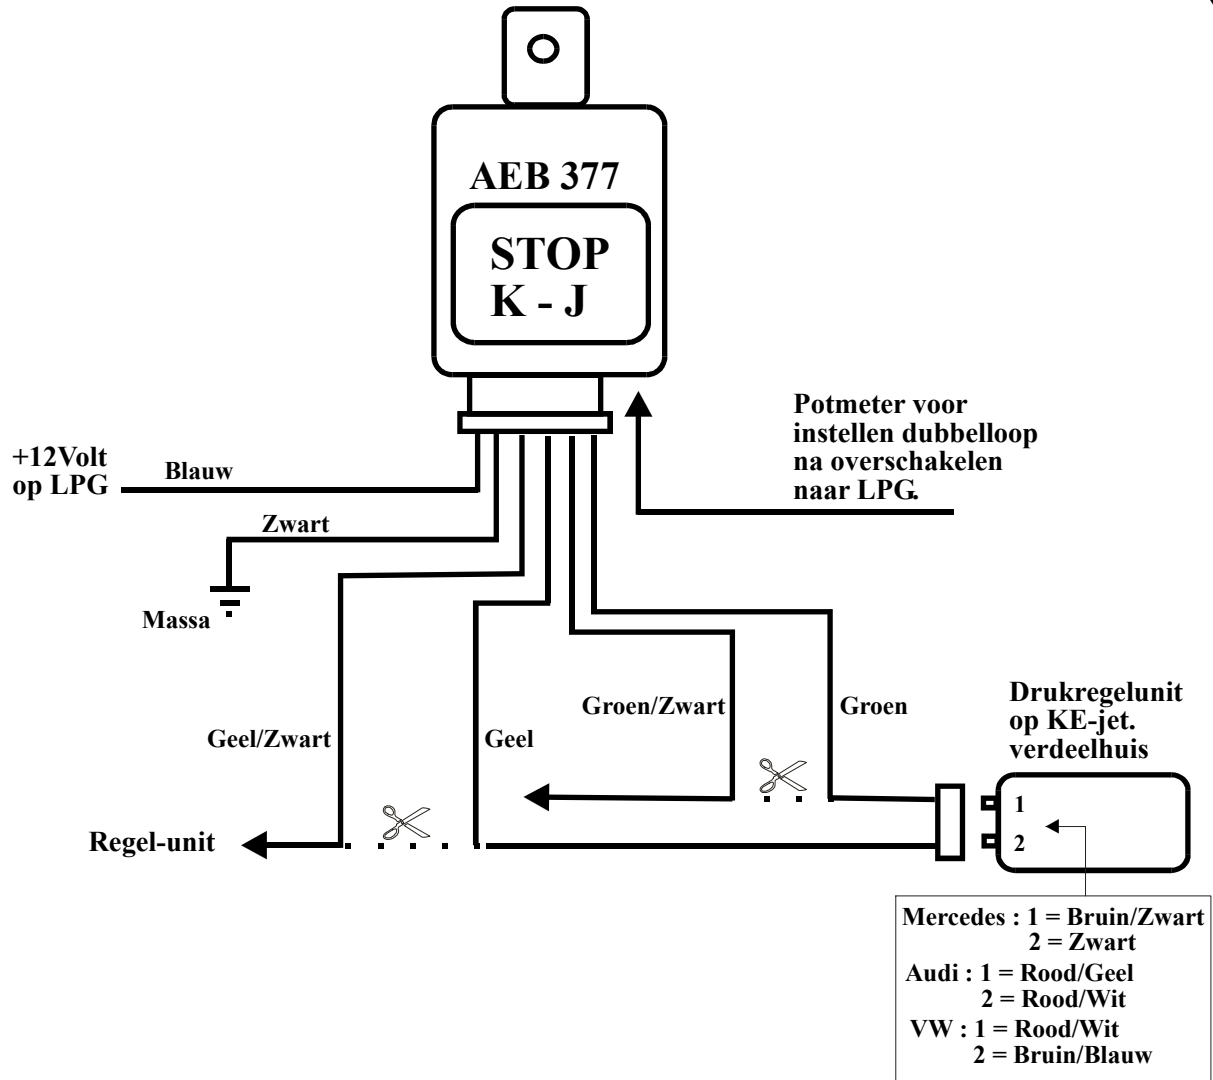 AEB 377
STOP
K - J
Potmeter voor
instellen dubbelloop
na overschakelen
naar LPG.
+12Volt
op LPG
Blauw
Zwart
Massa
Geel/Zwart
Geel
Groen/Zwart
Groen
Drukregelunit
op KE-jet.
verdeelhuis
Regel-unit
1
2
Mercedes : 1 = Bruin/Zwart
2 = Zwart
Audi : 1 = Rood/Geel
2 = Rood/Wit
VW : 1 = Rood/Wit
2 = Bruin/Blauw